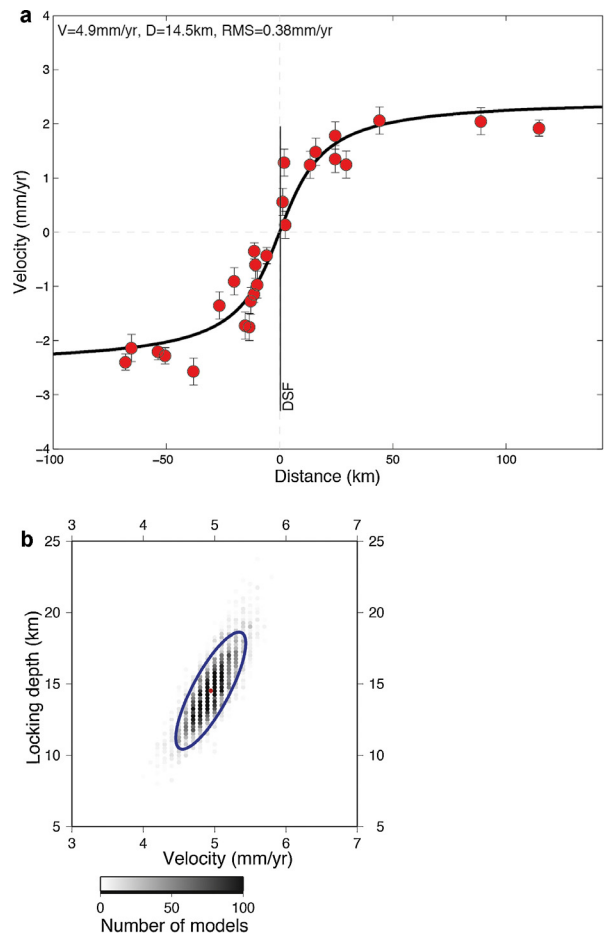 a
V=4.9mm/yr, D=14.5km, RMS=0.38mm/yr
4
3
2
1
0
−1
−2
−3
−4
Velocity (mm/yr)
DSF
−100 −50 0 50 100
Distance (km)
b
3 4 5 6 7
25 25
20 20
15 15
10 10
5 5
Locking depth (km)
3 4 5 6 7
Velocity (mm/yr)
0 50 100
Number of models